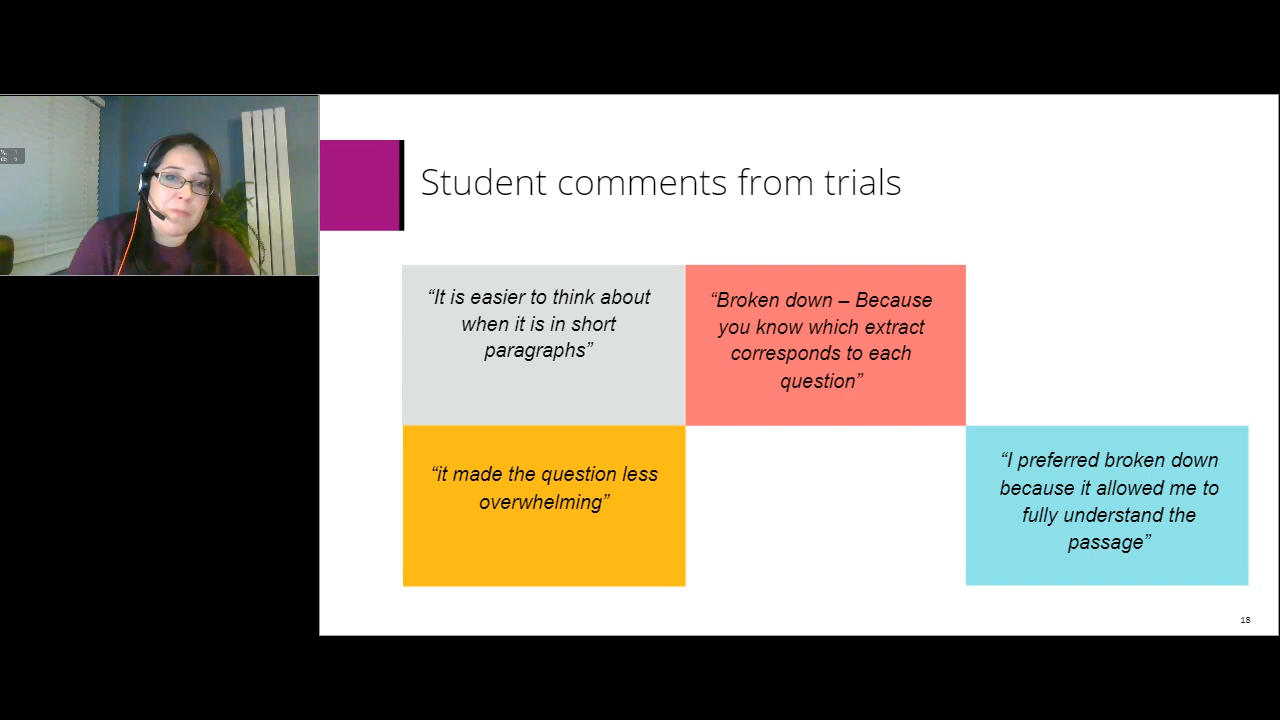 Student comments from trials
“It is easier to think about
when it is in short
paragraphs”
“Broken down – Because
you know which extract
corresponds to each
question”
“it made the question less
overwhelming”
“I preferred broken down
because it allowed me to
fully understand the
passage”
18